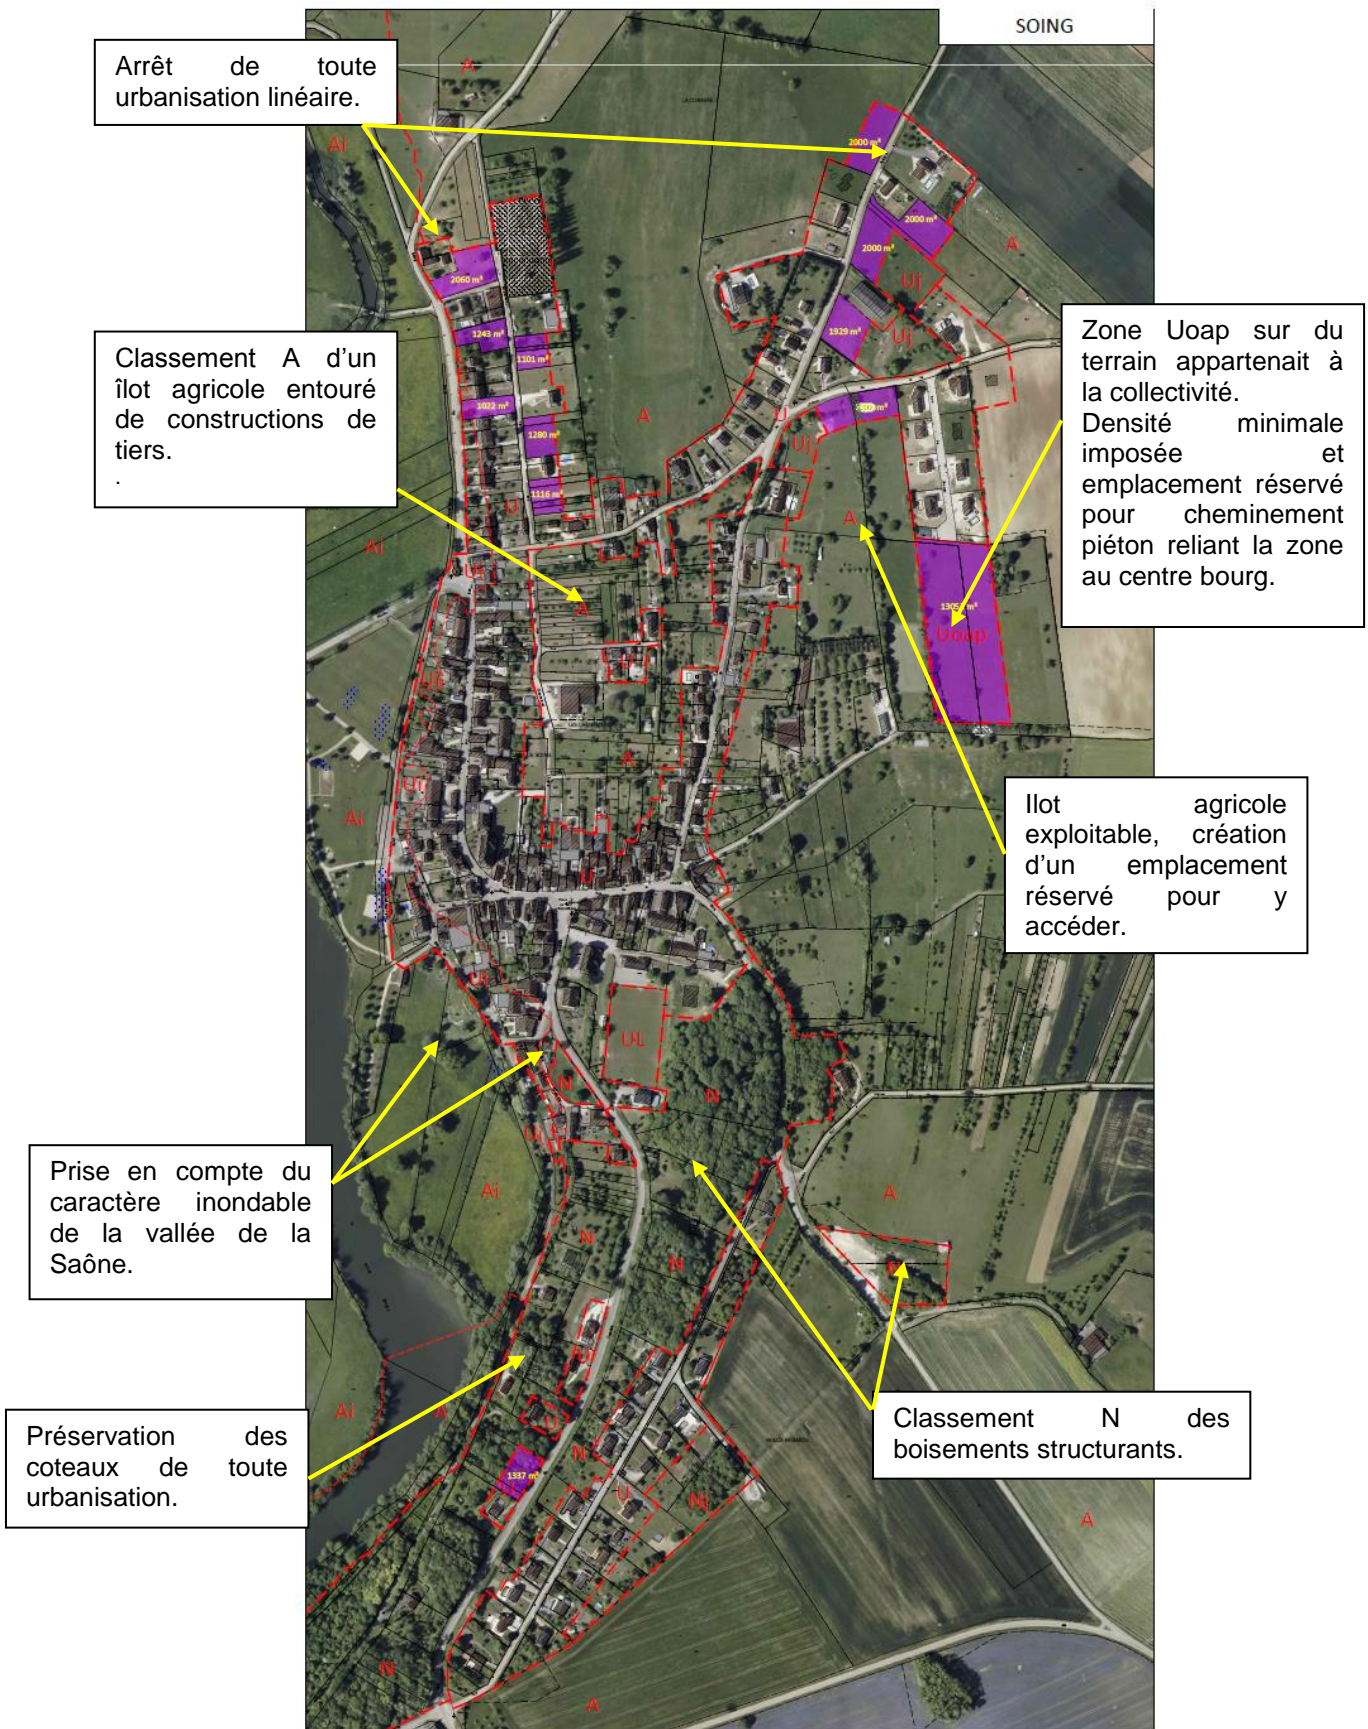 SOING
Arrêt de toute
urbanisation linéaire.
A
Ai
2000 m²
2000 m²
2000 m²
A
Uj
2060 m²
1243 m²
1101 m²
1929 m²
Uj
Zone Uoap sur du
terrain appartenait à
la collectivité.
Densité minimale
imposée et
emplacement réservé
pour cheminement
piéton reliant la zone
au centre bourg.
Classement A d'un
îlot agricole entouré
de constructions de
tiers.
.
1022 m²
A
U
1280 m²
Uj
1116 m²
U
A
Ai
Ui
A
Uoap
Ui
A
Ui
Ai
Ilot agricole
exploitable, création
d'un emplacement
réservé pour y
accéder.
U
Ui
UL
N
N
Prise en compte du
caractère inondable
de la vallée de la
Saône.
Ai
A
N
N
N
U
Préservation des
coteaux de toute
urbanisation.
Ai
A
U
N
1337 m²
U
Nj
Classement N des
boisements structurants.
A
N
A